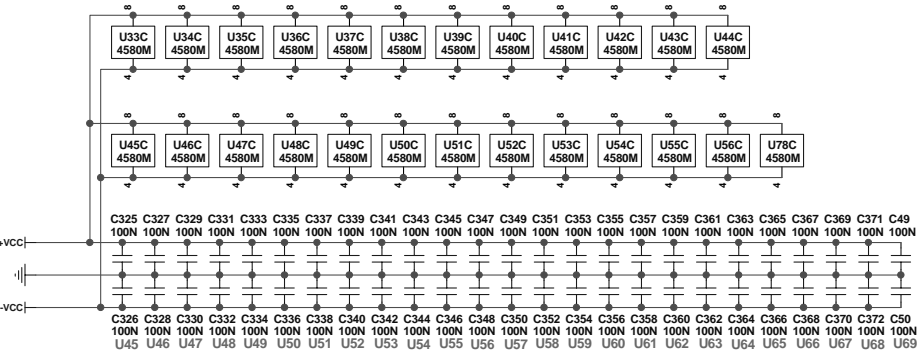 8 8 8 8 8 8 8 8 8 8 8 8
U33C U34C U35C U36C U37C U38C U39C U40C U41C U42C U43C U44C
4580M 4580M 4580M 4580M 4580M 4580M 4580M 4580M 4580M 4580M 4580M 4580M
4 4 4 4 4 4 4 4 4 4 4 4
8 8 8 8 8 8 8 8 8 8 8 8 8
U45C U46C U47C U48C U49C U50C U51C U52C U53C U54C U55C U56C U78C
4580M 4580M 4580M 4580M 4580M 4580M 4580M 4580M 4580M 4580M 4580M 4580M 4580M
4 4 4 4 4 4 4 4 4 4 4 4 4
C325 C327 C329 C331 C333 C335 C337 C339 C341 C343 C345 C347 C349 C351 C353 C355 C357 C359 C361 C363 C365 C367 C369 C371 C49
100N 100N 100N 100N 100N 100N 100N 100N 100N 100N 100N 100N 100N 100N 100N 100N 100N 100N 100N 100N 100N 100N 100N 100N 100N
+VCC
-VCC
C326 C328 C330 C332 C334 C336 C338 C340 C342 C344 C346 C348 C350 C352 C354 C356 C358 C360 C362 C364 C366 C368 C370 C372 C50
100N 100N 100N 100N 100N 100N 100N 100N 100N 100N 100N 100N 100N 100N 100N 100N 100N 100N 100N 100N 100N 100N 100N 100N 100N
U45 U46 U47 U48 U49 U50 U51 U52 U53 U54 U55 U56 U57 U58 U59 U60 U61 U62 U63 U64 U65 U66 U67 U68 U69